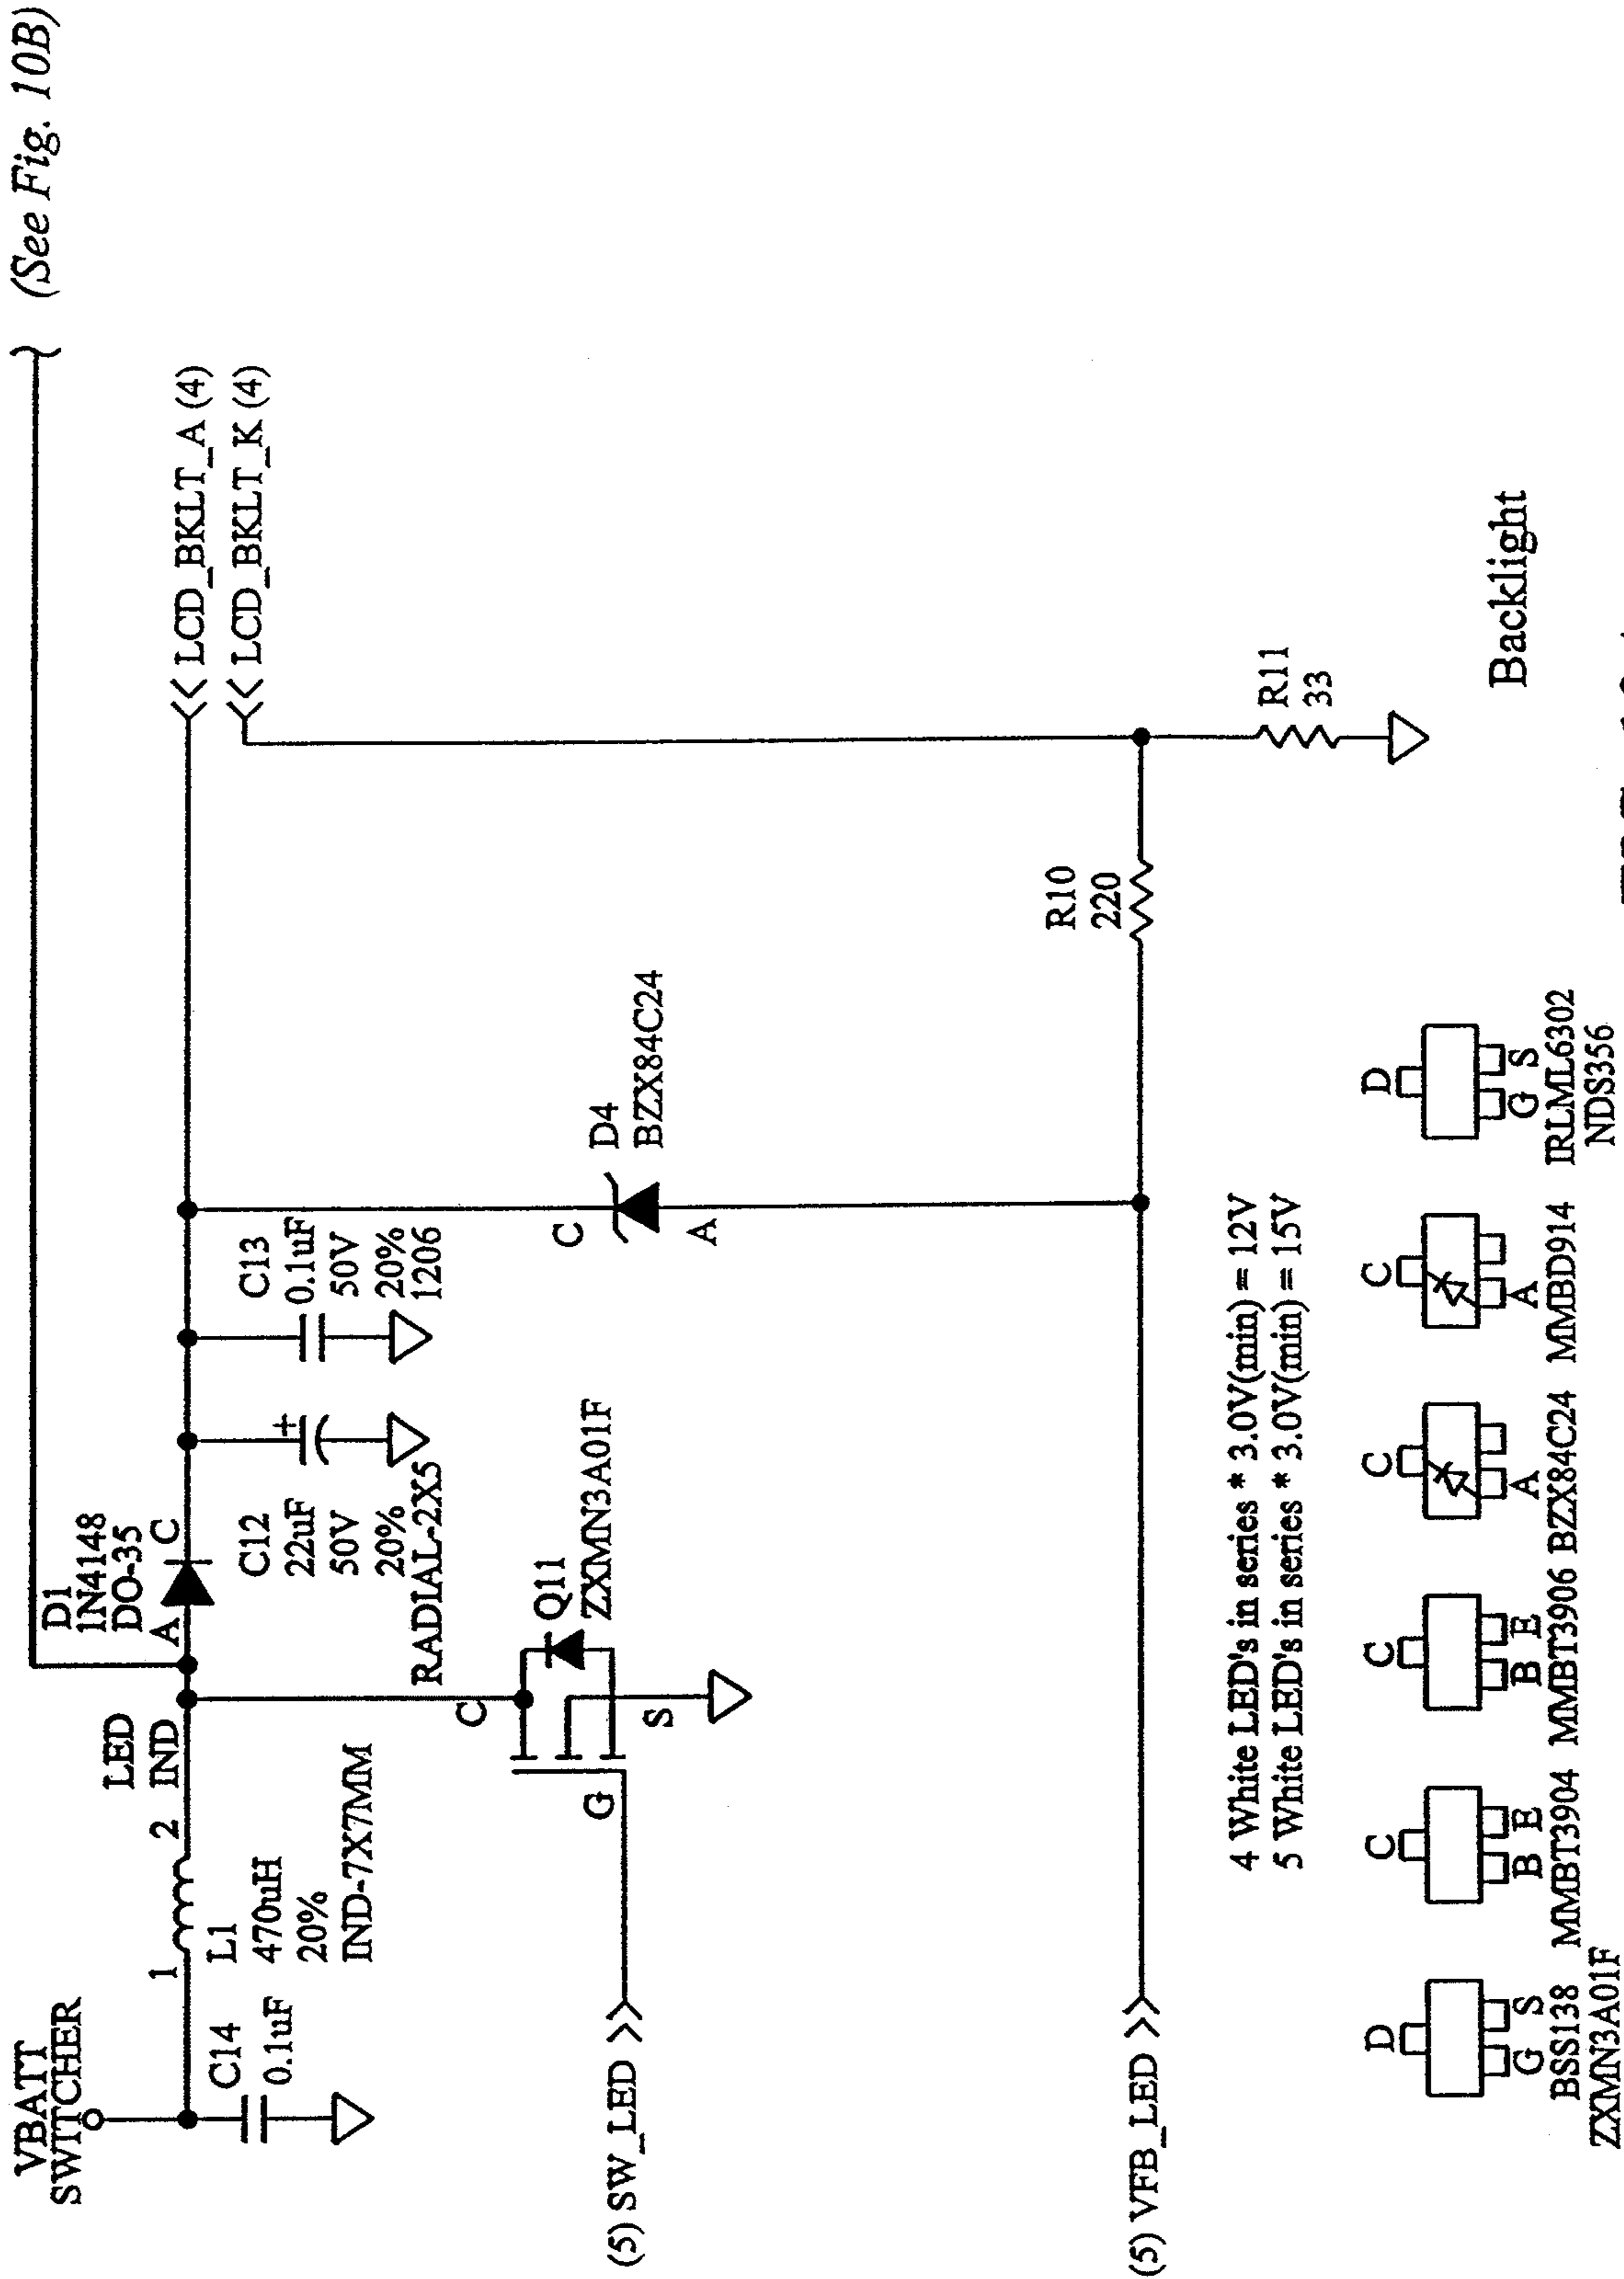 (See Fig. 10B)
VBATT
SWITCHER
C14
0.1uF
1
2
L1
470uH
20%
IND-7X7MM
LED
IND
D1
1N4148
DO-35
A
C
C12
22uF
50V
20%
RADIAL-2X5
+
C13
0.1uF
50V
20%
1206
<< LCD_BKLT_A (4)
<< LCD_BKLT_K (4)
C
Q11
ZXMN3A01F
G
S
(5) SW_LED >>
C
D4
BZX84C24
A
R10
220
R11
33
(5) VFB_LED >>
4 White LED's in series * 3.0V(min) = 12V
5 White LED's in series * 3.0V(min) = 15V
Backlight
D
G S
BSS138
ZXMN3A01F
C
B E
MMBT3904
C
B E
MMBT3906
C
A
BZX84C24
C
A
MMBD914
D
G S
IRLML6302
NDS356